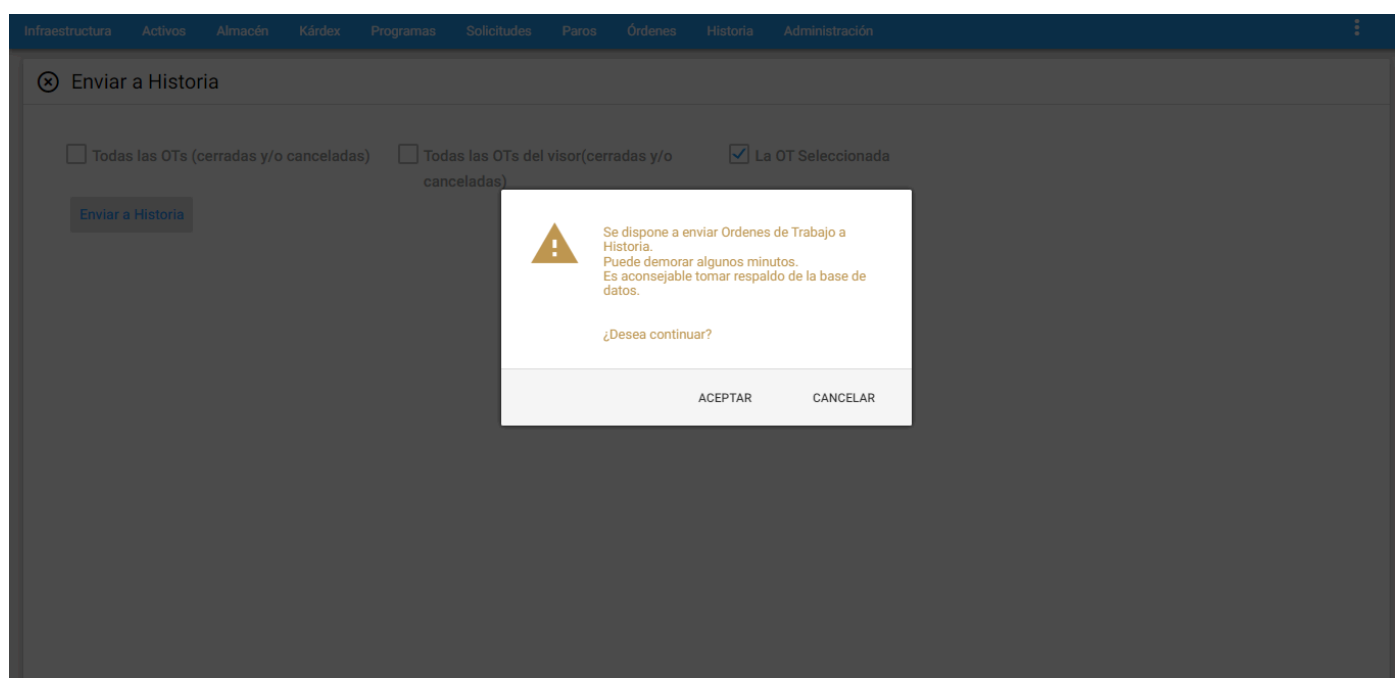 Infraestructura Activos Almacén Kárdex Programas Solicitudes Paros Órdenes Historia Administración
Enviar a Historia
Todas las OTs (cerradas y/o canceladas) Todas las OTs del visor(cerradas y/o La OT Seleccionada
canceladas)
Enviar a Historia
Se dispone a enviar Ordenes de Trabajo a
Historia.
Puede demorar algunos minutos.
Es aconsejable tomar respaldo de la base de
datos.
¿Desea continuar?
ACEPTAR CANCELAR